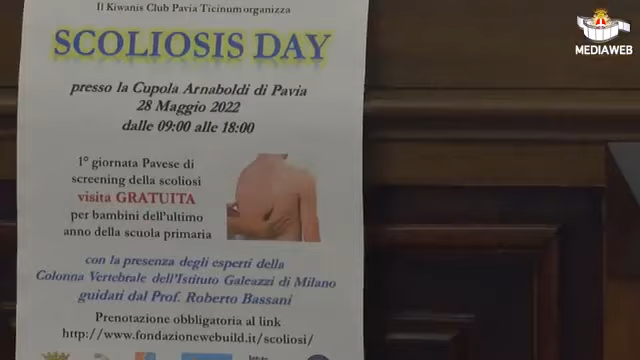 Il Kiwanis Club Pavia Ticinum organizza
SCOLIOSIS DAY
presso la Cupola Arnaboldi di Pavia
28 Maggio 2022
dalle 09:00 alle 18:00
1° giornata Pavese di
screening della scoliosi
visita GRATUITA
per bambini dell'ultimo
anno della scuola primaria
con la presenza degli esperti della
Colonna Vertebrale dell'Istituto Galeazzi di Milano
guidati dal Prof. Roberto Bassani
Prenotazione obbligatoria al link
http://www.fondazionewebuild.it/scoliosi/
MEDIAWEB